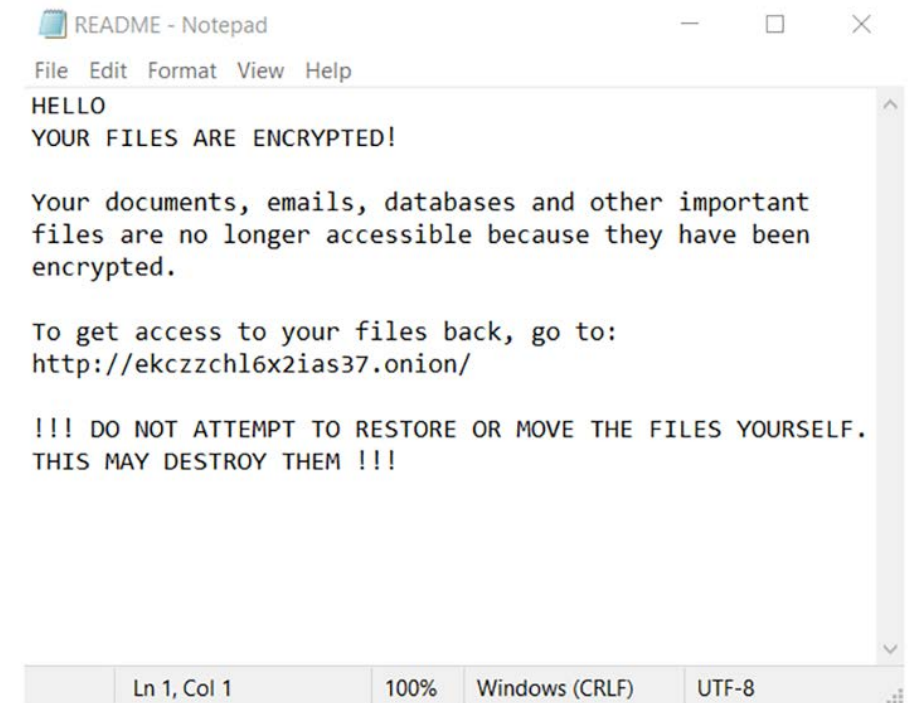 README - Notepad
File Edit Format View Help
HELLO
YOUR FILES ARE ENCRYPTED!
Your documents, emails, databases and other important
files are no longer accessible because they have been
encrypted.
To get access to your files back, go to:
http://ekczzchl6x2ias37.onion/
!!! DO NOT ATTEMPT TO RESTORE OR MOVE THE FILES YOURSELF.
THIS MAY DESTROY THEM !!!
Ln 1, Col 1 100% Windows (CRLF) UTF-8